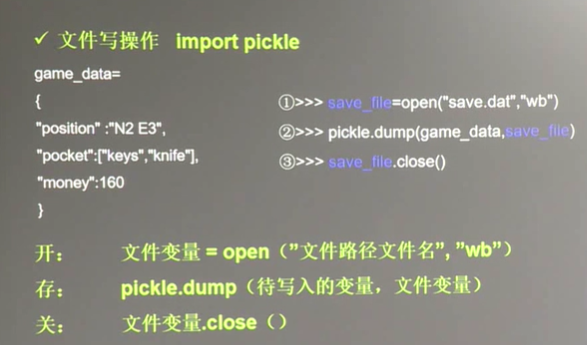 ✓ 文件写操作 import pickle
game_data=
{
"position" :"N2 E3",
"pocket":["keys","knife"],
"money":160
}
①>>> save_file=open("save.dat","wb")
②>>> pickle.dump(game_data,save_file)
③>>> save_file.close()
开： 文件变量 = open（"文件路径文件名", "wb"）
存： pickle.dump（待写入的变量，文件变量）
关： 文件变量.close（）